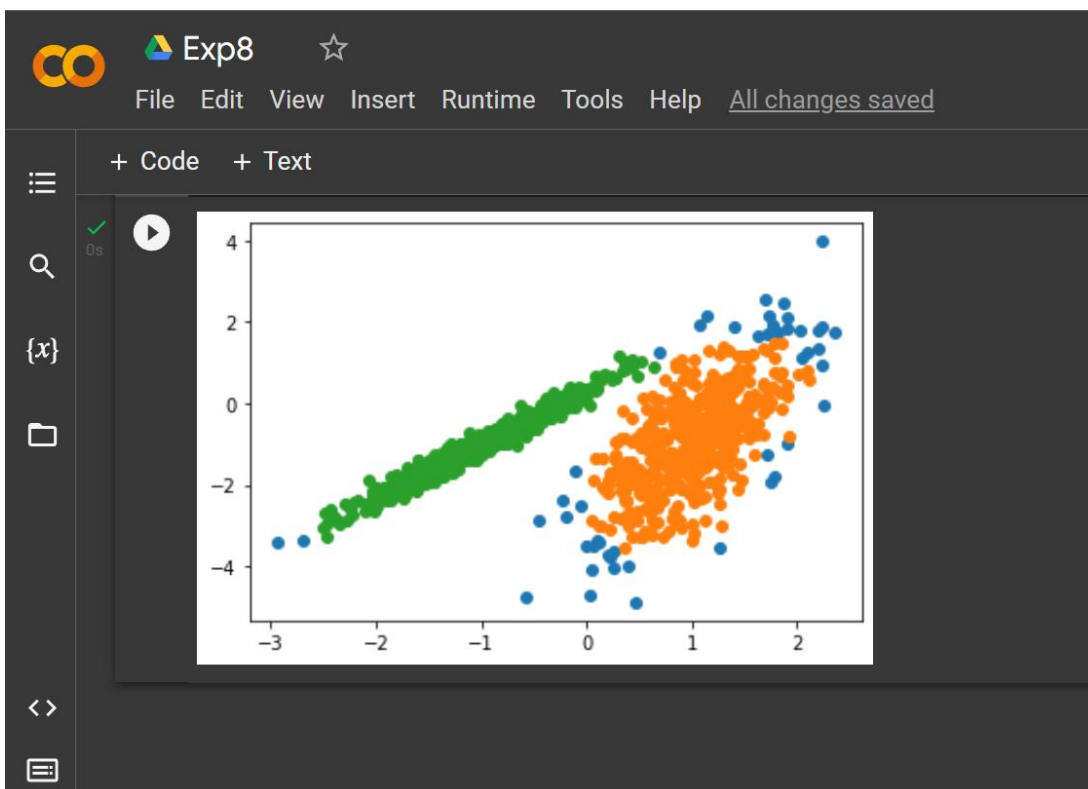 CO
Exp8
File Edit View Insert Runtime Tools Help All changes saved
+ Code + Text
{x}
0s
4
2
0
−2
−4
−3 −2 −1 0 1 2
<>